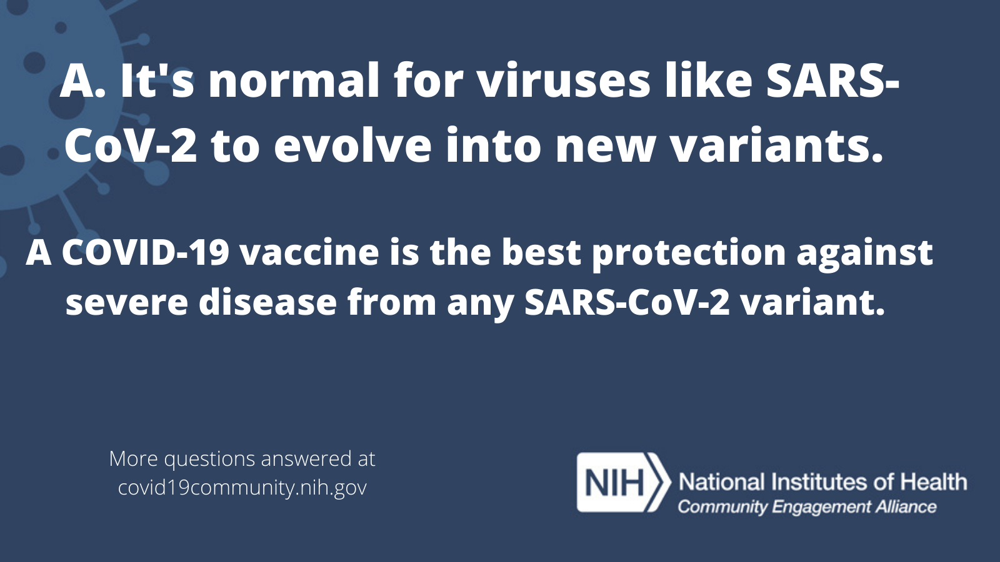 A. It's normal for viruses like SARS-
CoV-2 to evolve into new variants.
A COVID-19 vaccine is the best protection against
severe disease from any SARS-CoV-2 variant.
More questions answered at
covid19community.nih.gov
NIH
National Institutes of Health
Community Engagement Alliance